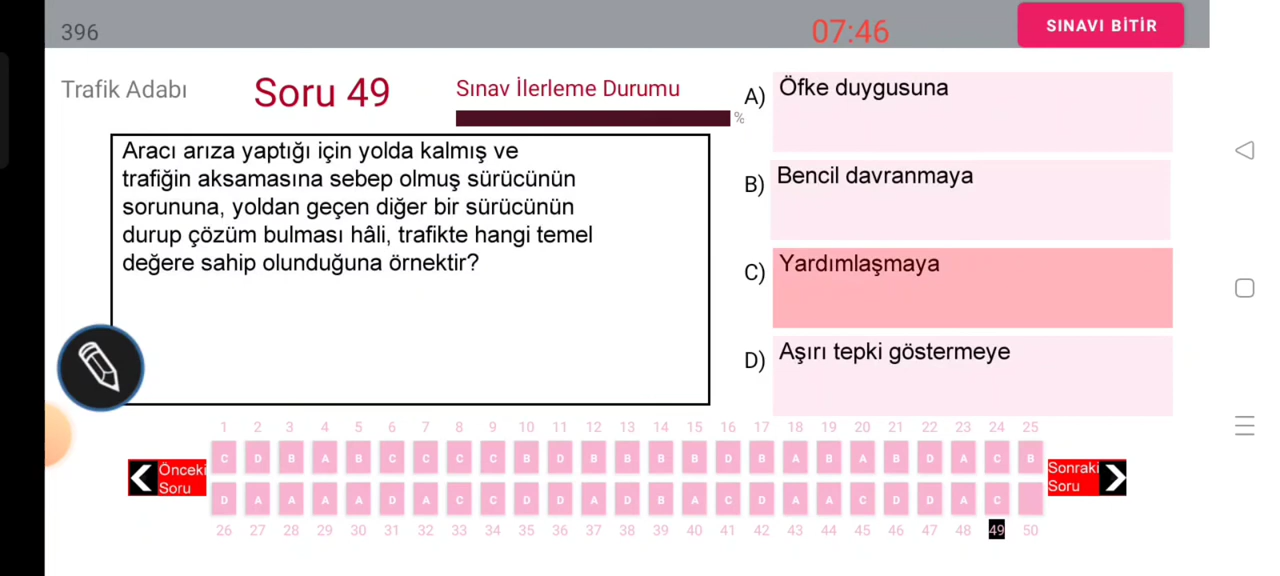 396
07:46
SINAVI BİTİR
Trafik Adabı
Soru 49
Sınav İlerleme Durumu
%
Aracı arıza yaptığı için yolda kalmış ve
trafiğin aksamasına sebep olmuş sürücünün
sorununa, yoldan geçen diğer bir sürücünün
durup çözüm bulması hâli, trafikte hangi temel
değere sahip olunduğuna örnektir?
A) Öfke duygusuna
B) Bencil davranmaya
C) Yardımlaşmaya
D) Aşırı tepki göstermeye
1 2 3 4 5 6 7 8 9 10 11 12 13 14 15 16 17 18 19 20 21 22 23 24 25
C D B A B C C C C B D B B B B D B A B A B D A C B
Önceki
Soru
Sonraki
Soru
D A A A A D A C C D D A D B A C D A A C D D A C
26 27 28 29 30 31 32 33 34 35 36 37 38 39 40 41 42 43 44 45 46 47 48 49 50